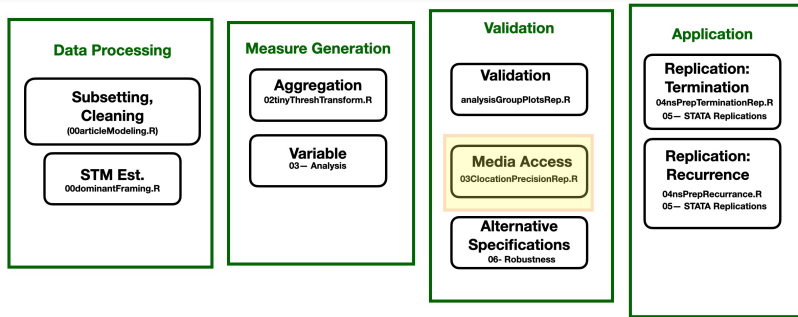 Data Processing
Subsetting,
Cleaning
(00articleModeling.R)
STM Est.
00dominantFraming.R
Measure Generation
Aggregation
02tinyThreshTransform.R
Variable
03— Analysis
Validation
Validation
analysisGroupPlotsRep.R
Media Access
03ClocationPrecisionRep.R
Alternative
Specifications
06- Robustness
Application
Replication:
Termination
04nsPrepTerminationRep.R
05— STATA Replications
Replication:
Recurrence
04nsPrepRecurrance.R
05— STATA Replications